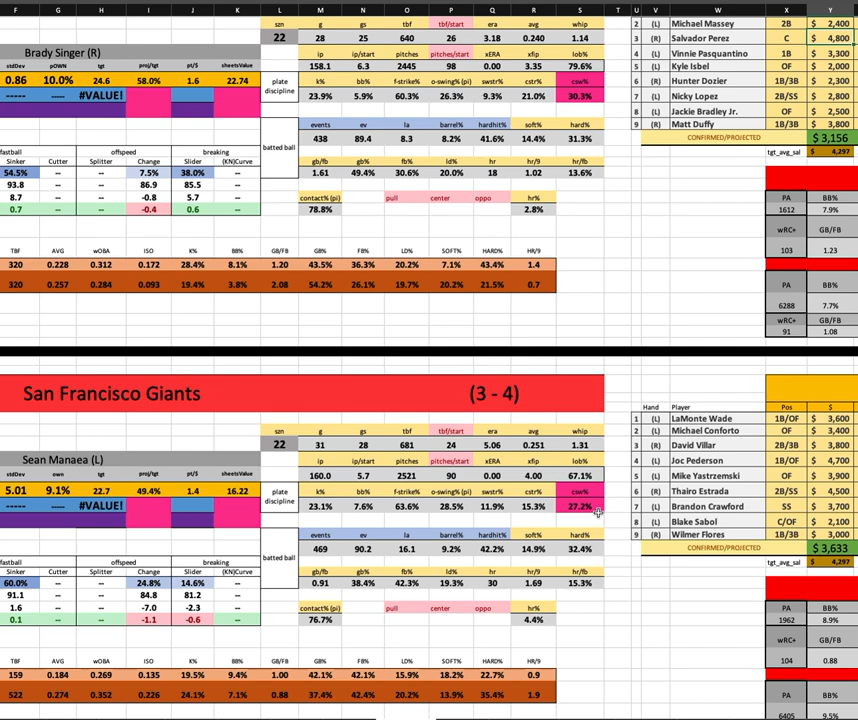 F G H I J K L M N O P Q R S T U V W X Y
szn g gs tbf tbf/start era avg whip 2 (L) Michael Massey 2B $ 2,400
22 28 25 640 26 3.18 0.240 1.14 3 (R) Salvador Perez C $ 4,800
Brady Singer (R) ip ip/start pitches pitches/start xERA xfip lob% 4 (L) Vinnie Pasquantino 1B $ 3,300
158.1 6.3 2445 98 0.00 3.35 79.6% 5 (L) Kyle Isbel OF $ 2,000
stdDev pOWN tgt proj/tgt pt/$ sheetsValue
0.86 10.0% 24.6 58.0% 1.6 22.74 plate discipline k% bb% f-strike% o-swing% (pi) swstr% cstr% csw% 6 (R) Hunter Dozier 1B/3B $ 2,300
----- ----- #VALUE! 23.9% 5.9% 60.3% 26.3% 9.3% 21.0% 30.3% 7 (L) Nicky Lopez 2B/SS $ 2,800
8 (L) Jackie Bradley Jr. OF $ 2,500
batted ball events ev la barrel% hardhit% soft% hard% 9 (R) Matt Duffy 1B/3B $ 3,800
438 89.4 8.3 8.2% 41.6% 14.4% 31.3% CONFIRMED/PROJECTED $ 3,156
fastball offspeed breaking tgt_avg_sal $ 4,297
Sinker Cutter Splitter Change Slider (KN)Curve gb/fb gb% fb% ld% hr hr/9 hr/fb
54.5% -- -- 7.5% 38.0% -- 1.61 49.4% 30.6% 20.0% 18 1.02 13.6%
93.8 -- -- 86.9 85.5 --
8.7 -- -- -0.8 5.7 -- contact% (pi) pull center oppo hr% PA BB%
0.7 -- -- -0.4 0.6 -- 78.8% 2.8% 1612 7.9%
wRC+ GB/FB
TBF AVG wOBA ISO K% BB% GB/FB GB% FB% LD% SOFT% HARD% HR/9 103 1.23
320 0.228 0.312 0.172 28.4% 8.1% 1.20 43.5% 36.3% 20.2% 7.1% 43.4% 1.4
320 0.257 0.284 0.093 19.4% 3.8% 2.08 54.2% 26.1% 19.7% 20.2% 21.5% 0.7 PA BB%
6288 7.7%
wRC+ GB/FB
91 1.08
San Francisco Giants (3 - 4)
Hand Player Pos $
szn g gs tbf tbf/start era avg whip 1 (L) LaMonte Wade 1B/OF $ 3,600
22 31 28 681 24 5.06 0.251 1.31 2 (L) Michael Conforto OF $ 3,400
3 (R) David Villar 2B/3B $ 3,800
Sean Manaea (L) ip ip/start pitches pitches/start xERA xfip lob% 4 (L) Joc Pederson 1B/OF $ 4,700
stdDev own tgt proj/tgt pt/$ sheetsValue 160.0 5.7 2521 90 0.00 4.00 67.1% 5 (L) Mike Yastrzemski OF $ 3,900
5.01 9.1% 22.7 49.4% 1.4 16.22 plate discipline k% bb% f-strike% o-swing% (pi) swstr% cstr% csw% 6 (R) Thairo Estrada 2B/SS $ 4,500
----- ----- #VALUE! 23.1% 7.6% 63.6% 28.5% 11.9% 15.3% 27.2% 7 (L) Brandon Crawford SS $ 3,700
8 (L) Blake Sabol C/OF $ 2,100
batted ball events ev la barrel% hardhit% soft% hard% 9 (R) Wilmer Flores 1B/3B $ 3,000
469 90.2 16.1 9.2% 42.2% 14.9% 32.4% CONFIRMED/PROJECTED $ 3,633
fastball offspeed breaking tgt_avg_sal $ 4,297
Sinker Cutter Splitter Change Slider (KN)Curve gb/fb gb% fb% ld% hr hr/9 hr/fb
60.0% -- -- 24.8% 14.6% -- 0.91 38.4% 42.3% 19.3% 30 1.69 15.3%
91.1 -- -- 84.8 81.2 --
1.6 -- -- -7.0 -2.3 -- contact% (pi) pull center oppo hr% PA BB%
0.1 -- -- -1.1 -0.6 -- 76.7% 4.4% 1962 8.9%
wRC+ GB/FB
TBF AVG wOBA ISO K% BB% GB/FB GB% FB% LD% SOFT% HARD% HR/9 104 0.88
159 0.184 0.269 0.135 19.5% 9.4% 1.00 42.1% 42.1% 15.9% 18.2% 22.7% 0.9
522 0.274 0.352 0.226 24.1% 7.1% 0.88 37.4% 42.4% 20.2% 13.9% 35.4% 1.9 PA BB%
6405 9.5%